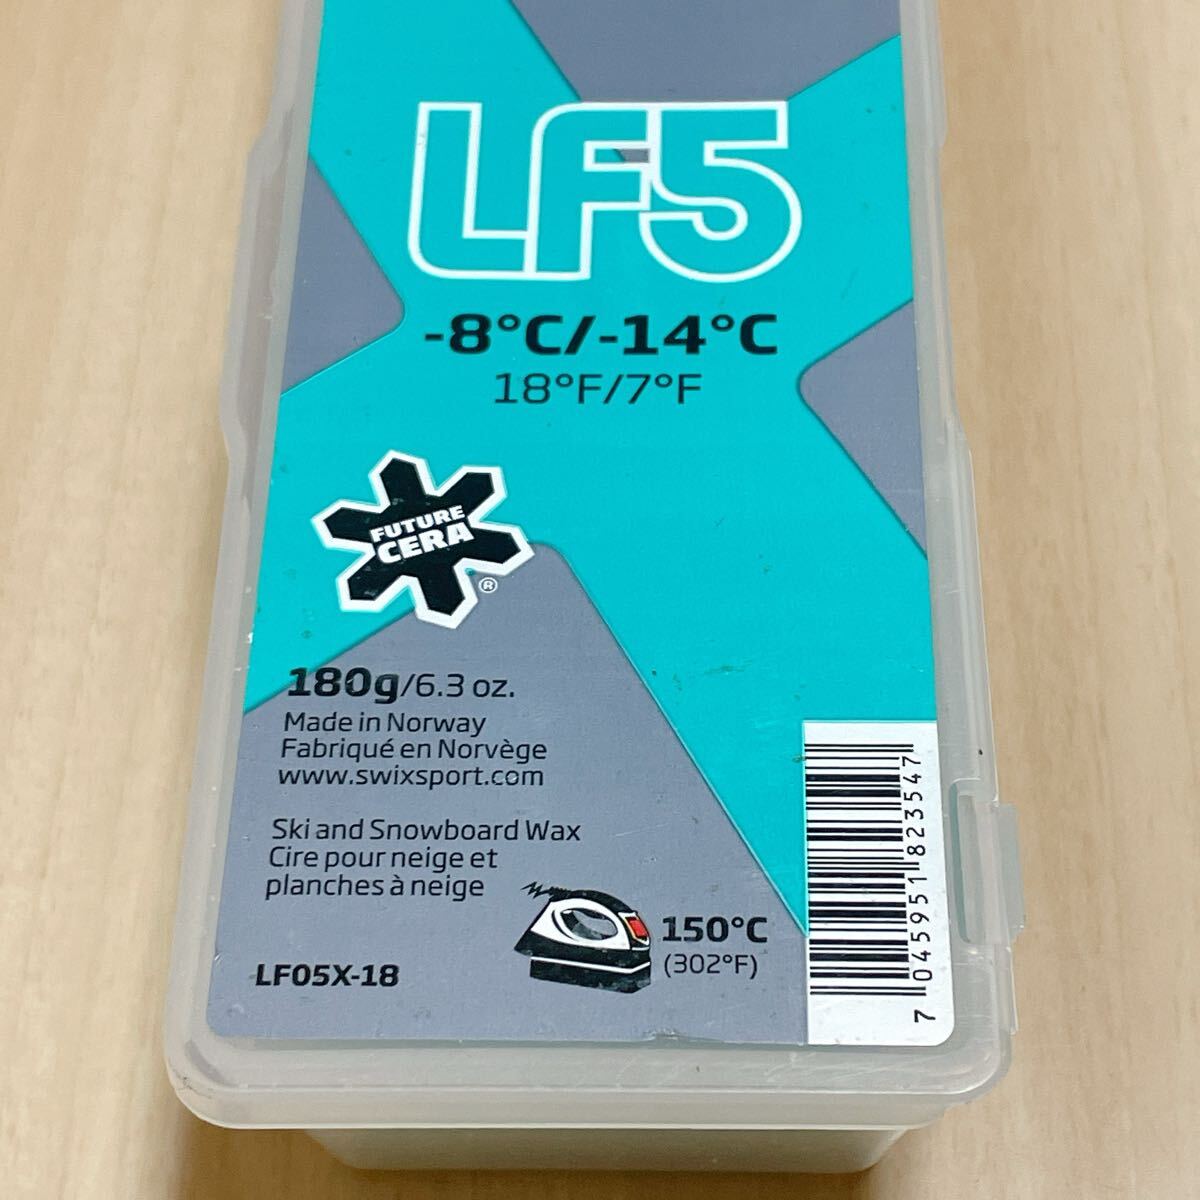 LF5
-8°C/-14°C
18°F/7°F
FUTURE
CERA
®
180g/6.3 oz.
Made in Norway
Fabriqué en Norvège
www.swixsport.com
Ski and Snowboard Wax
Cire pour neige et
planches à neige
150°C
(302°F)
LF05X-18
7 045951 823547